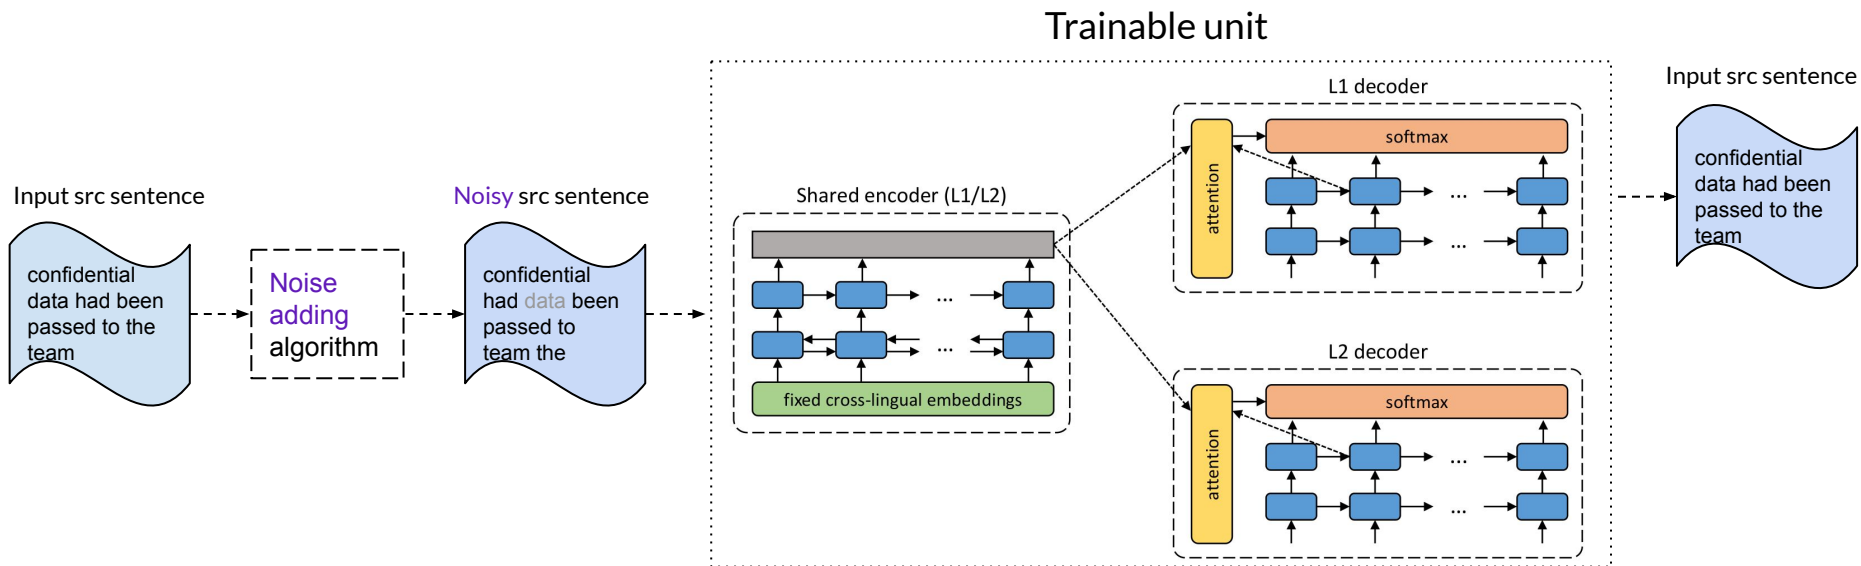 Trainable unit
Input src sentence
confidential
data had been
passed to the
team
Noise
adding
algorithm
Noisy src sentence
confidential
had data been
passed to
team the
Shared encoder (L1/L2)
...
...
fixed cross-lingual embeddings
L1 decoder
attention
softmax
...
...
L2 decoder
attention
softmax
...
...
Input src sentence
confidential
data had been
passed to the
team